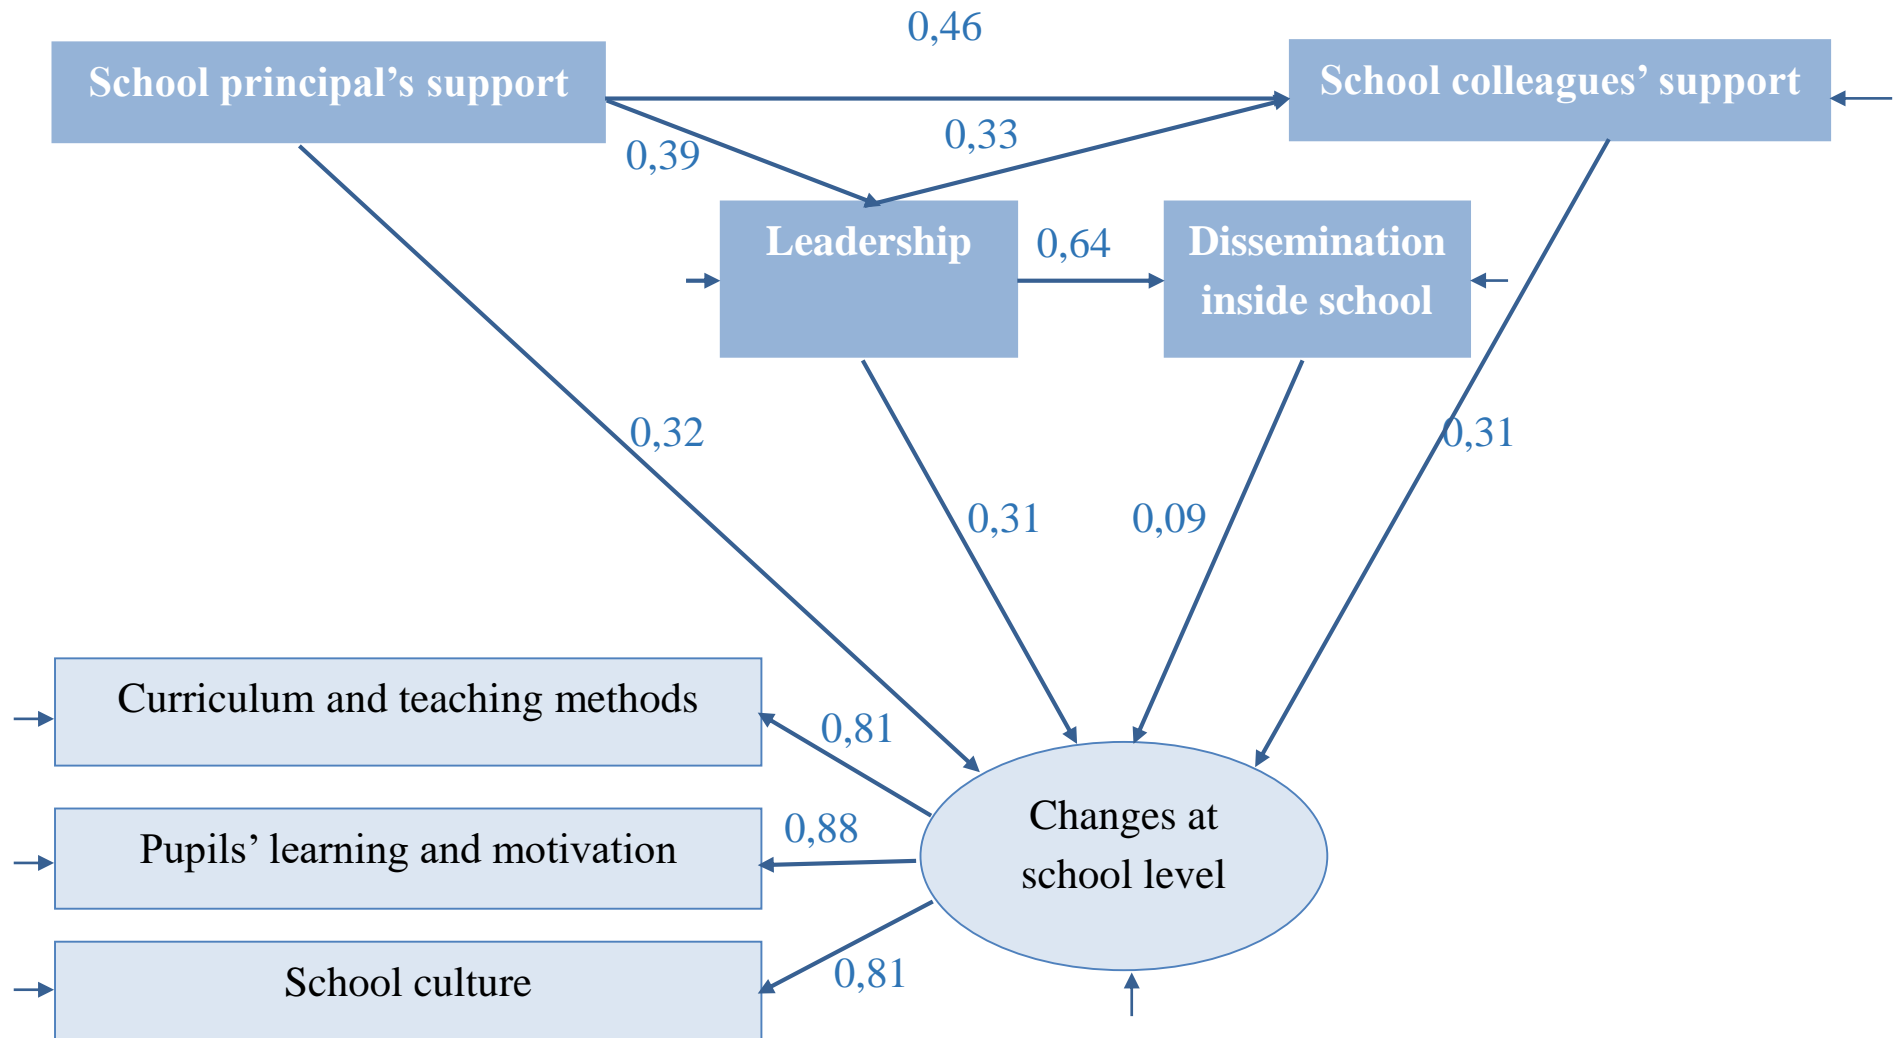 0,46
School principal’s support
School colleagues’ support
0,39
0,33
Leadership
0,64
Dissemination
inside school
0,32
0,31
0,31
0,09
Curriculum and teaching methods
0,81
Changes at
school level
Pupils’ learning and motivation
0,88
School culture
0,81